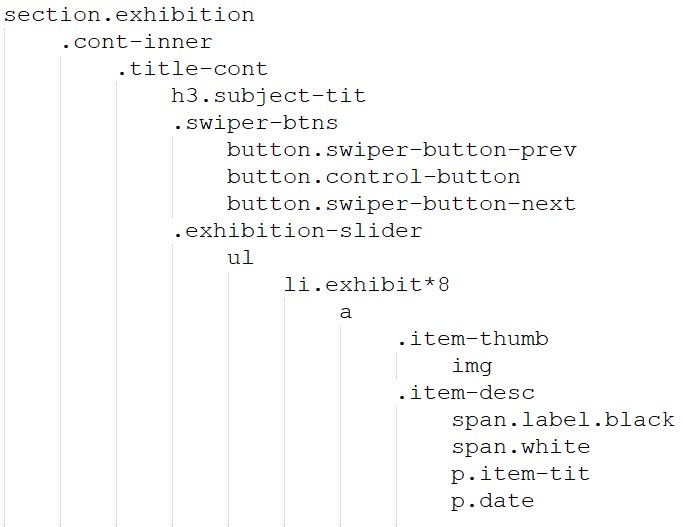 section.exhibition
.cont-inner
.title-cont
h3.subject-tit
.swiper-btns
button.swiper-button-prev
button.control-button
button.swiper-button-next
.exhibition-slider
ul
li.exhibit*8
a
.item-thumb
img
.item-desc
span.label.black
span.white
p.item-tit
p.date